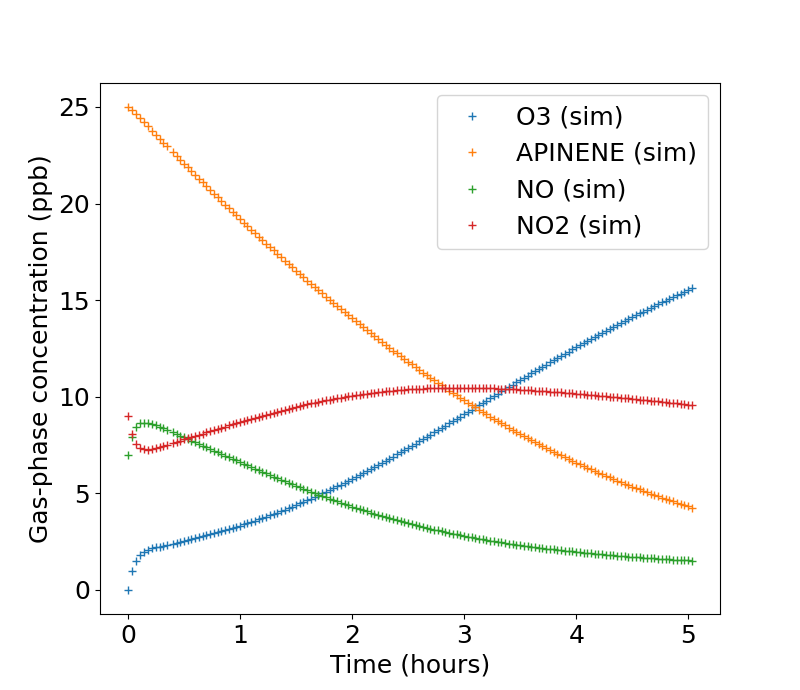 O3 (sim)
APINENE (sim)
NO (sim)
NO2 (sim)
Gas-phase concentration (ppb)
25
20
15
10
5
0
0 1 2 3 4 5
Time (hours)